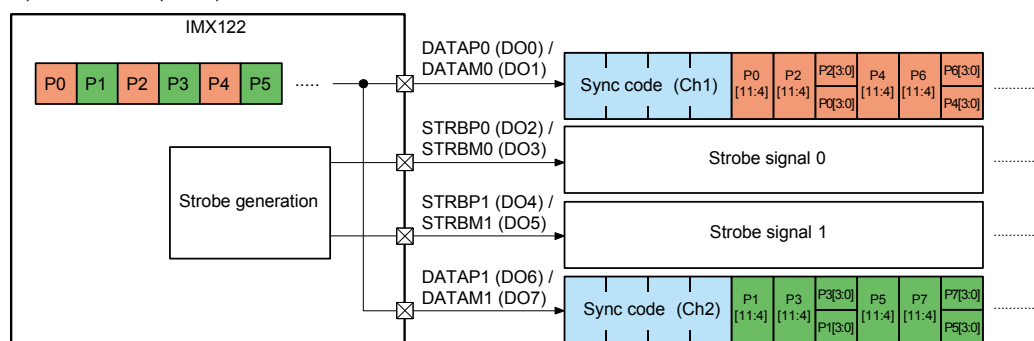 IMX122
P0 P1 P2 P3 P4 P5 .....
Strobe generation
DATAP0 (DO0) /
DATAM0 (DO1)
Sync code (Ch1)
P0
[11:4]
P2
[11:4]
P2[3:0]
P0[3:0]
P4
[11:4]
P6
[11:4]
P6[3:0]
P4[3:0]
STRBP0 (DO2) /
STRBM0 (DO3)
Strobe signal 0
STRBP1 (DO4) /
STRBM1 (DO5)
Strobe signal 1
DATAP1 (DO6) /
DATAM1 (DO7)
Sync code (Ch2)
P1
[11:4]
P3
[11:4]
P3[3:0]
P1[3:0]
P5
[11:4]
P7
[11:4]
P7[3:0]
P5[3:0]